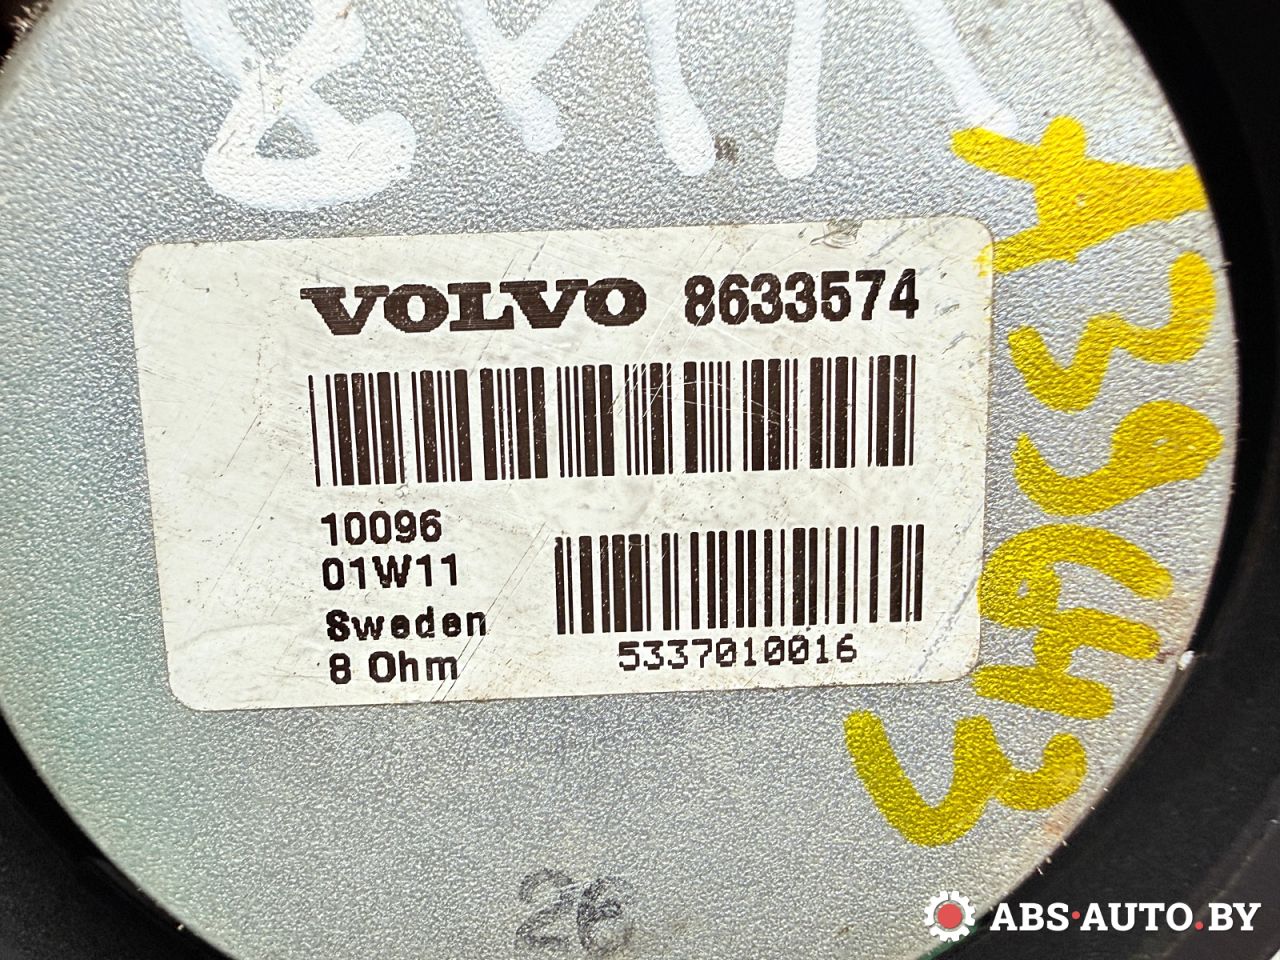 VOLVO 8633574
10096
01W11
Sweden
8 Ohm
5337010016
26
ABS·AUTO.BY